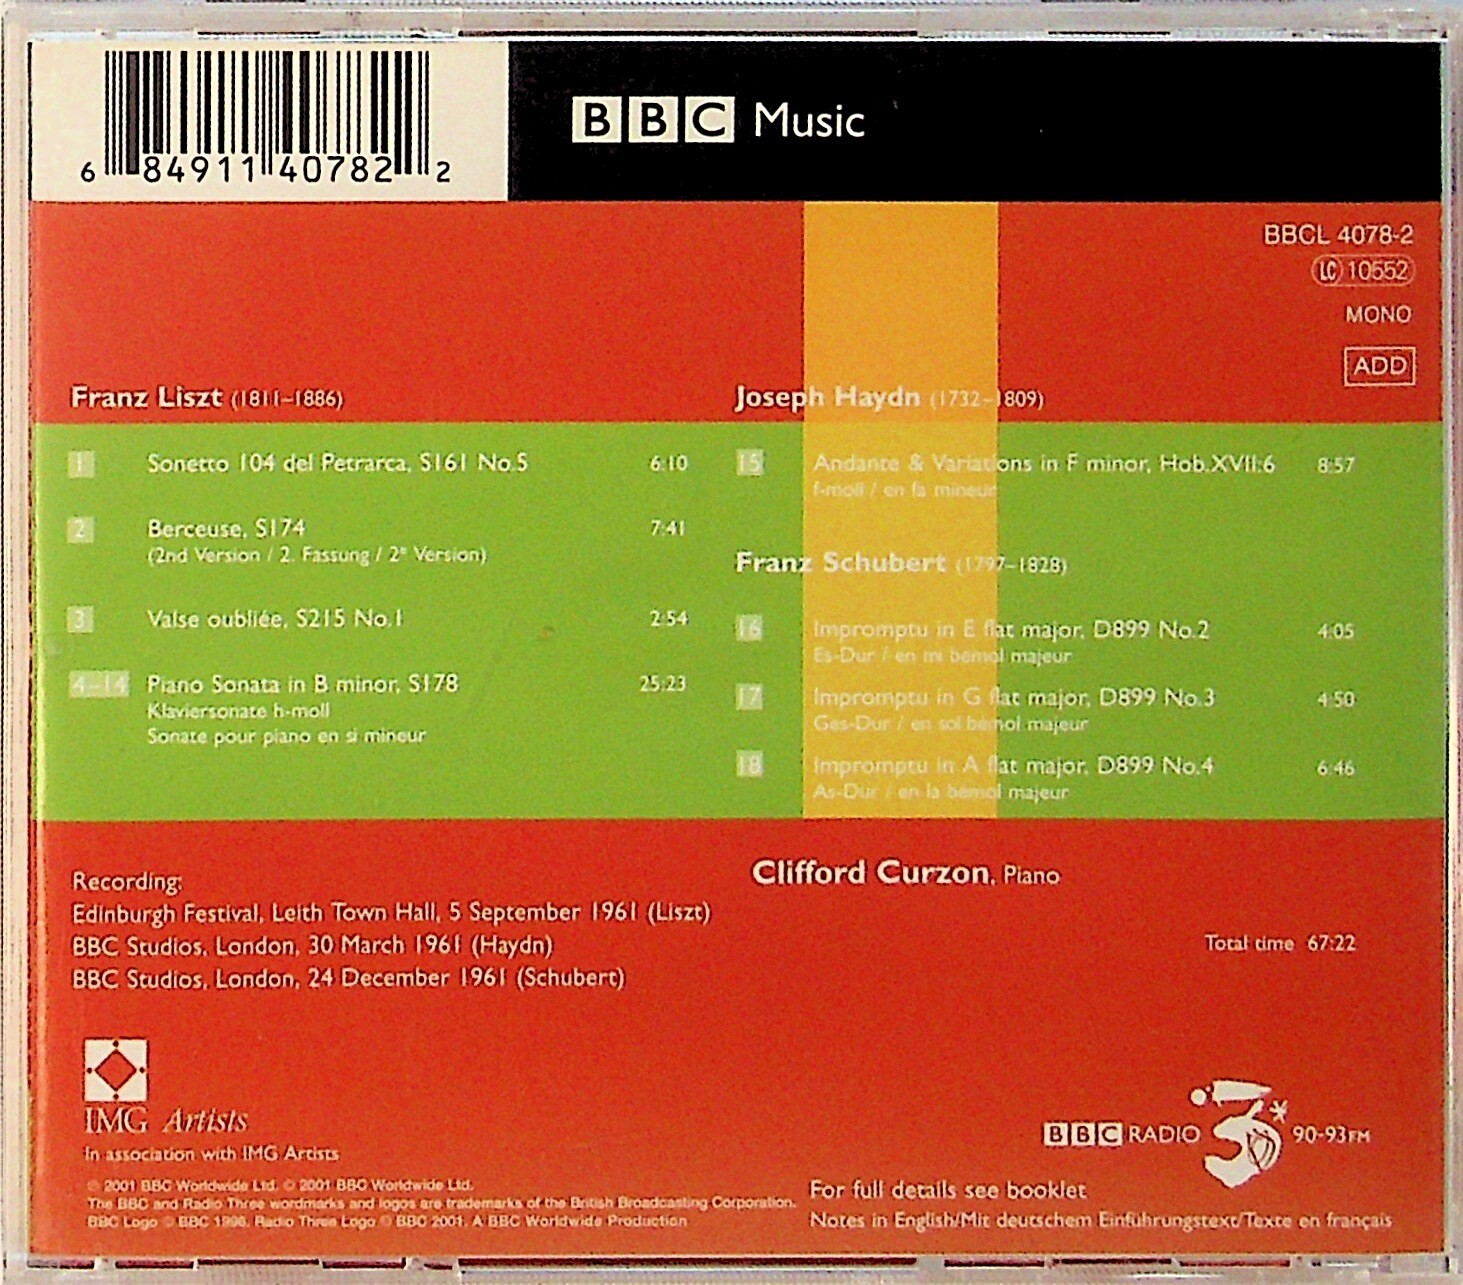 6 84911 40782 2
BBC Music
BBCL 4078-2
LC 10552
MONO
ADD
Franz Liszt (1811–1886)
1 Sonetto 104 del Petrarca, S161 No.5 6:10
2 Berceuse, S174 7:41
(2nd Version / 2. Fassung / 2e Version)
3 Valse oubliée, S215 No.1 2:54
4–14 Piano Sonata in B minor, S178 25:23
Klaviersonate h-moll
Sonate pour piano en si mineur
Joseph Haydn (1732–1809)
15 Andante & Variations in F minor, Hob.XVII:6 8:57
f-moll / en fa mineur
Franz Schubert (1797–1828)
16 Impromptu in E flat major, D899 No.2 4:05
Es-Dur / en mi bémol majeur
17 Impromptu in G flat major, D899 No.3 4:50
Ges-Dur / en sol bémol majeur
18 Impromptu in A flat major, D899 No.4 6:46
As-Dur / en la bémol majeur
Clifford Curzon, Piano
Total time 67:22
Recording:
Edinburgh Festival, Leith Town Hall, 5 September 1961 (Liszt)
BBC Studios, London, 30 March 1961 (Haydn)
BBC Studios, London, 24 December 1961 (Schubert)
IMG Artists
In association with IMG Artists
℗ 2001 BBC Worldwide Ltd. © 2001 BBC Worldwide Ltd.
The BBC and Radio Three wordmarks and logos are trademarks of the British Broadcasting Corporation.
BBC Logo © BBC 1996. Radio Three Logo © BBC 2001. A BBC Worldwide Production
BBC RADIO 3 90-93FM
For full details see booklet
Notes in English/Mit deutschem Einführungstext/Texte en français